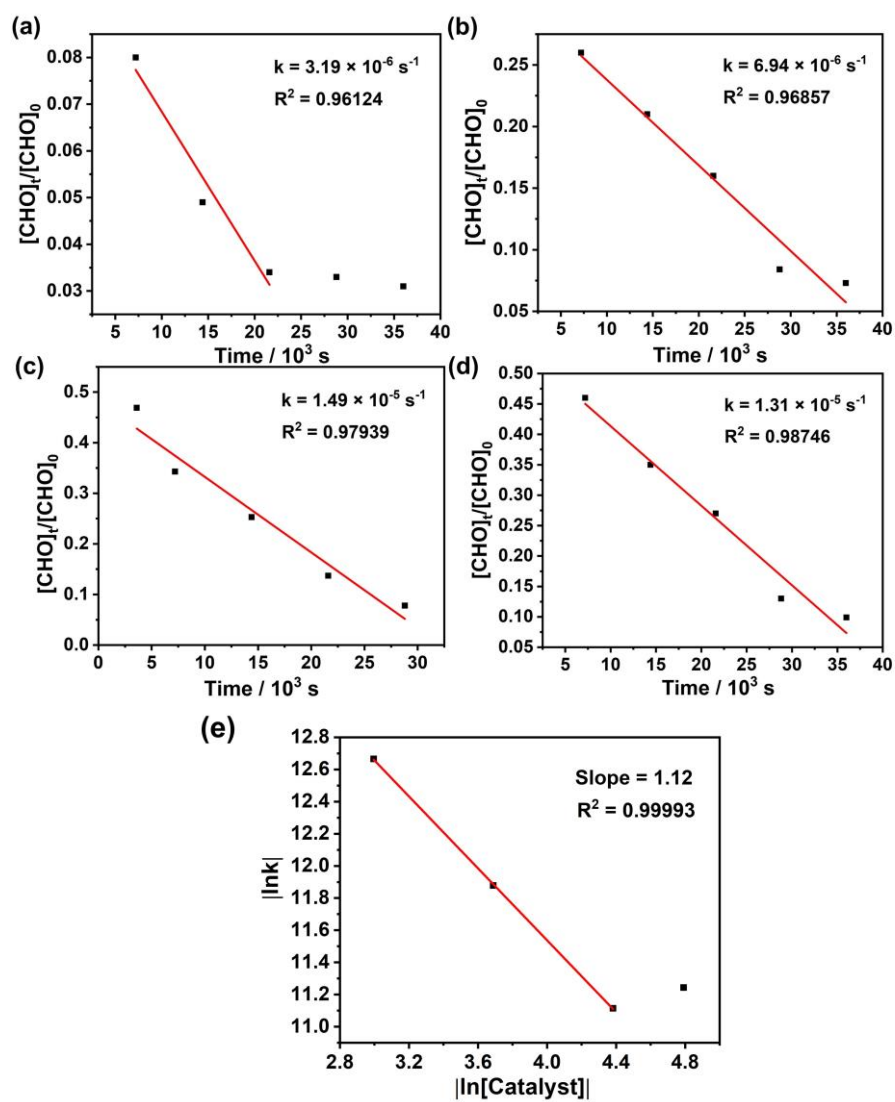 (a)
k = 3.19 × 10⁻⁶ s⁻¹
R² = 0.96124
[CHO]ₜ/[CHO]₀
0.08
0.07
0.06
0.05
0.04
0.03
5 10 15 20 25 30 35 40
Time / 10³ s
(b)
k = 6.94 × 10⁻⁶ s⁻¹
R² = 0.96857
[CHO]ₜ/[CHO]₀
0.25
0.20
0.15
0.10
0.05
0 5 10 15 20 25 30 35 40
Time / 10³ s
(c)
k = 1.49 × 10⁻⁵ s⁻¹
R² = 0.97939
[CHO]ₜ/[CHO]₀
0.5
0.4
0.3
0.2
0.1
0.0
0 5 10 15 20 25 30
Time / 10³ s
(d)
k = 1.31 × 10⁻⁵ s⁻¹
R² = 0.98746
[CHO]ₜ/[CHO]₀
0.50
0.45
0.40
0.35
0.30
0.25
0.20
0.15
0.10
0.05
0 5 10 15 20 25 30 35 40
Time / 10³ s
(e)
Slope = 1.12
R² = 0.99993
|lnk|
12.8
12.6
12.4
12.2
12.0
11.8
11.6
11.4
11.2
11.0
2.8 3.2 3.6 4.0 4.4 4.8
|ln[Catalyst]|